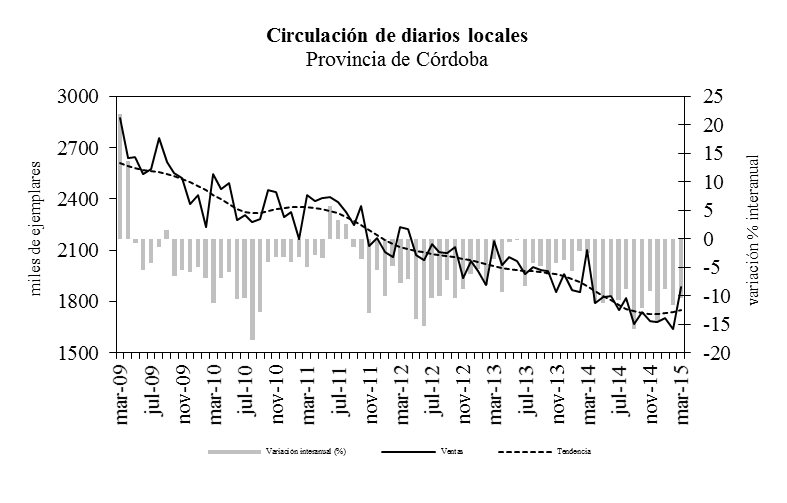 Circulación de diarios locales
Provincia de Córdoba
miles de ejemplares
3000
2700
2400
2100
1800
1500
25
20
15
10
5
0
-5
-10
-15
-20
variación % interanual
mar-09
jul-09
nov-09
mar-10
jul-10
nov-10
mar-11
jul-11
nov-11
mar-12
jul-12
nov-12
mar-13
jul-13
nov-13
mar-14
jul-14
nov-14
mar-15
Variación interanual (%)
Ventas
Tendencia